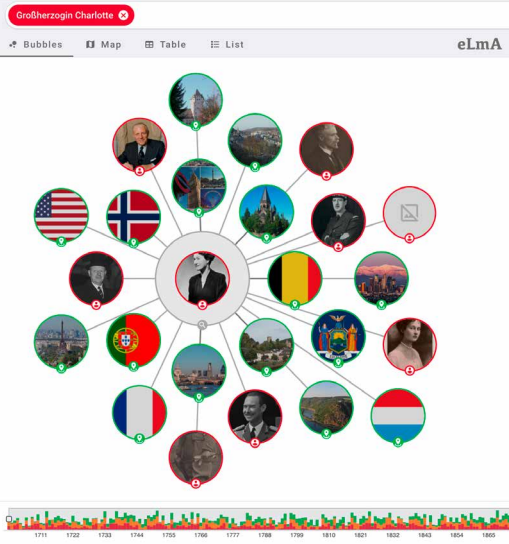 Großherzogin Charlotte
Bubbles Map Table List eLmA
1711 1722 1733 1744 1755 1766 1777 1788 1799 1810 1821 1832 1843 1854 1865